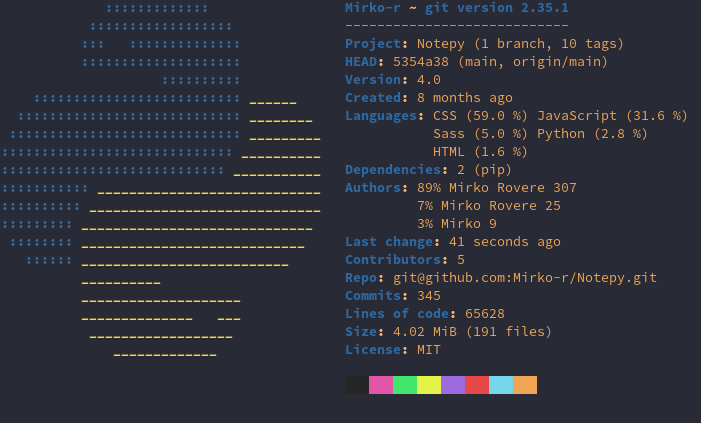 Mirko-r ~ git version 2.35.1
----------------------------
Project: Notepy (1 branch, 10 tags)
HEAD: 5354a38 (main, origin/main)
Version: 4.0
Created: 8 months ago
Languages: CSS (59.0 %) JavaScript (31.6 %)
Sass (5.0 %) Python (2.8 %)
HTML (1.6 %)
Dependencies: 2 (pip)
Authors: 89% Mirko Rovere 307
7% Mirko Rovere 25
3% Mirko 9
Last change: 41 seconds ago
Contributors: 5
Repo: git@github.com:Mirko-r/Notepy.git
Commits: 345
Lines of code: 65628
Size: 4.02 MiB (191 files)
License: MIT